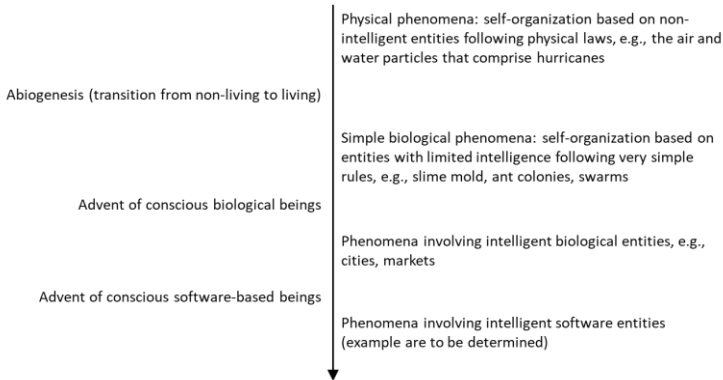 Physical phenomena: self-organization based on non-
intelligent entities following physical laws, e.g., the air and
water particles that comprise hurricanes
Abiogenesis (transition from non-living to living)
Simple biological phenomena: self-organization based on
entities with limited intelligence following very simple
rules, e.g., slime mold, ant colonies, swarms
Advent of conscious biological beings
Phenomena involving intelligent biological entities, e.g.,
cities, markets
Advent of conscious software-based beings
Phenomena involving intelligent software entities
(example are to be determined)